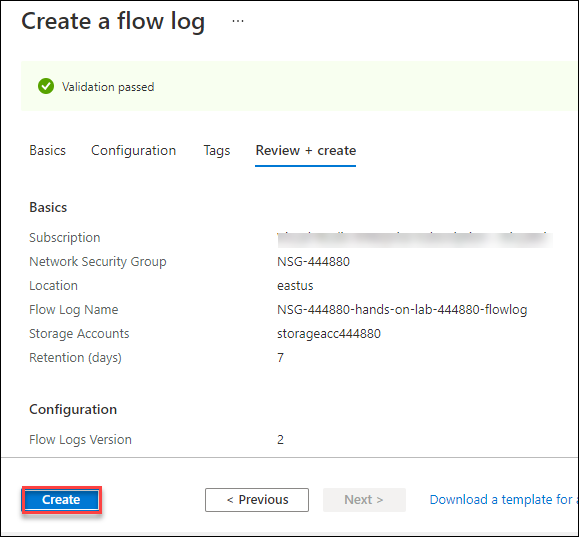 Create a flow log ...
Validation passed
Basics Configuration Tags Review + create
Basics
Subscription
Network Security Group NSG-444880
Location eastus
Flow Log Name NSG-444880-hands-on-lab-444880-flowlog
Storage Accounts storageacc444880
Retention (days) 7
Configuration
Flow Logs Version 2
Create < Previous Next > Download a template for a